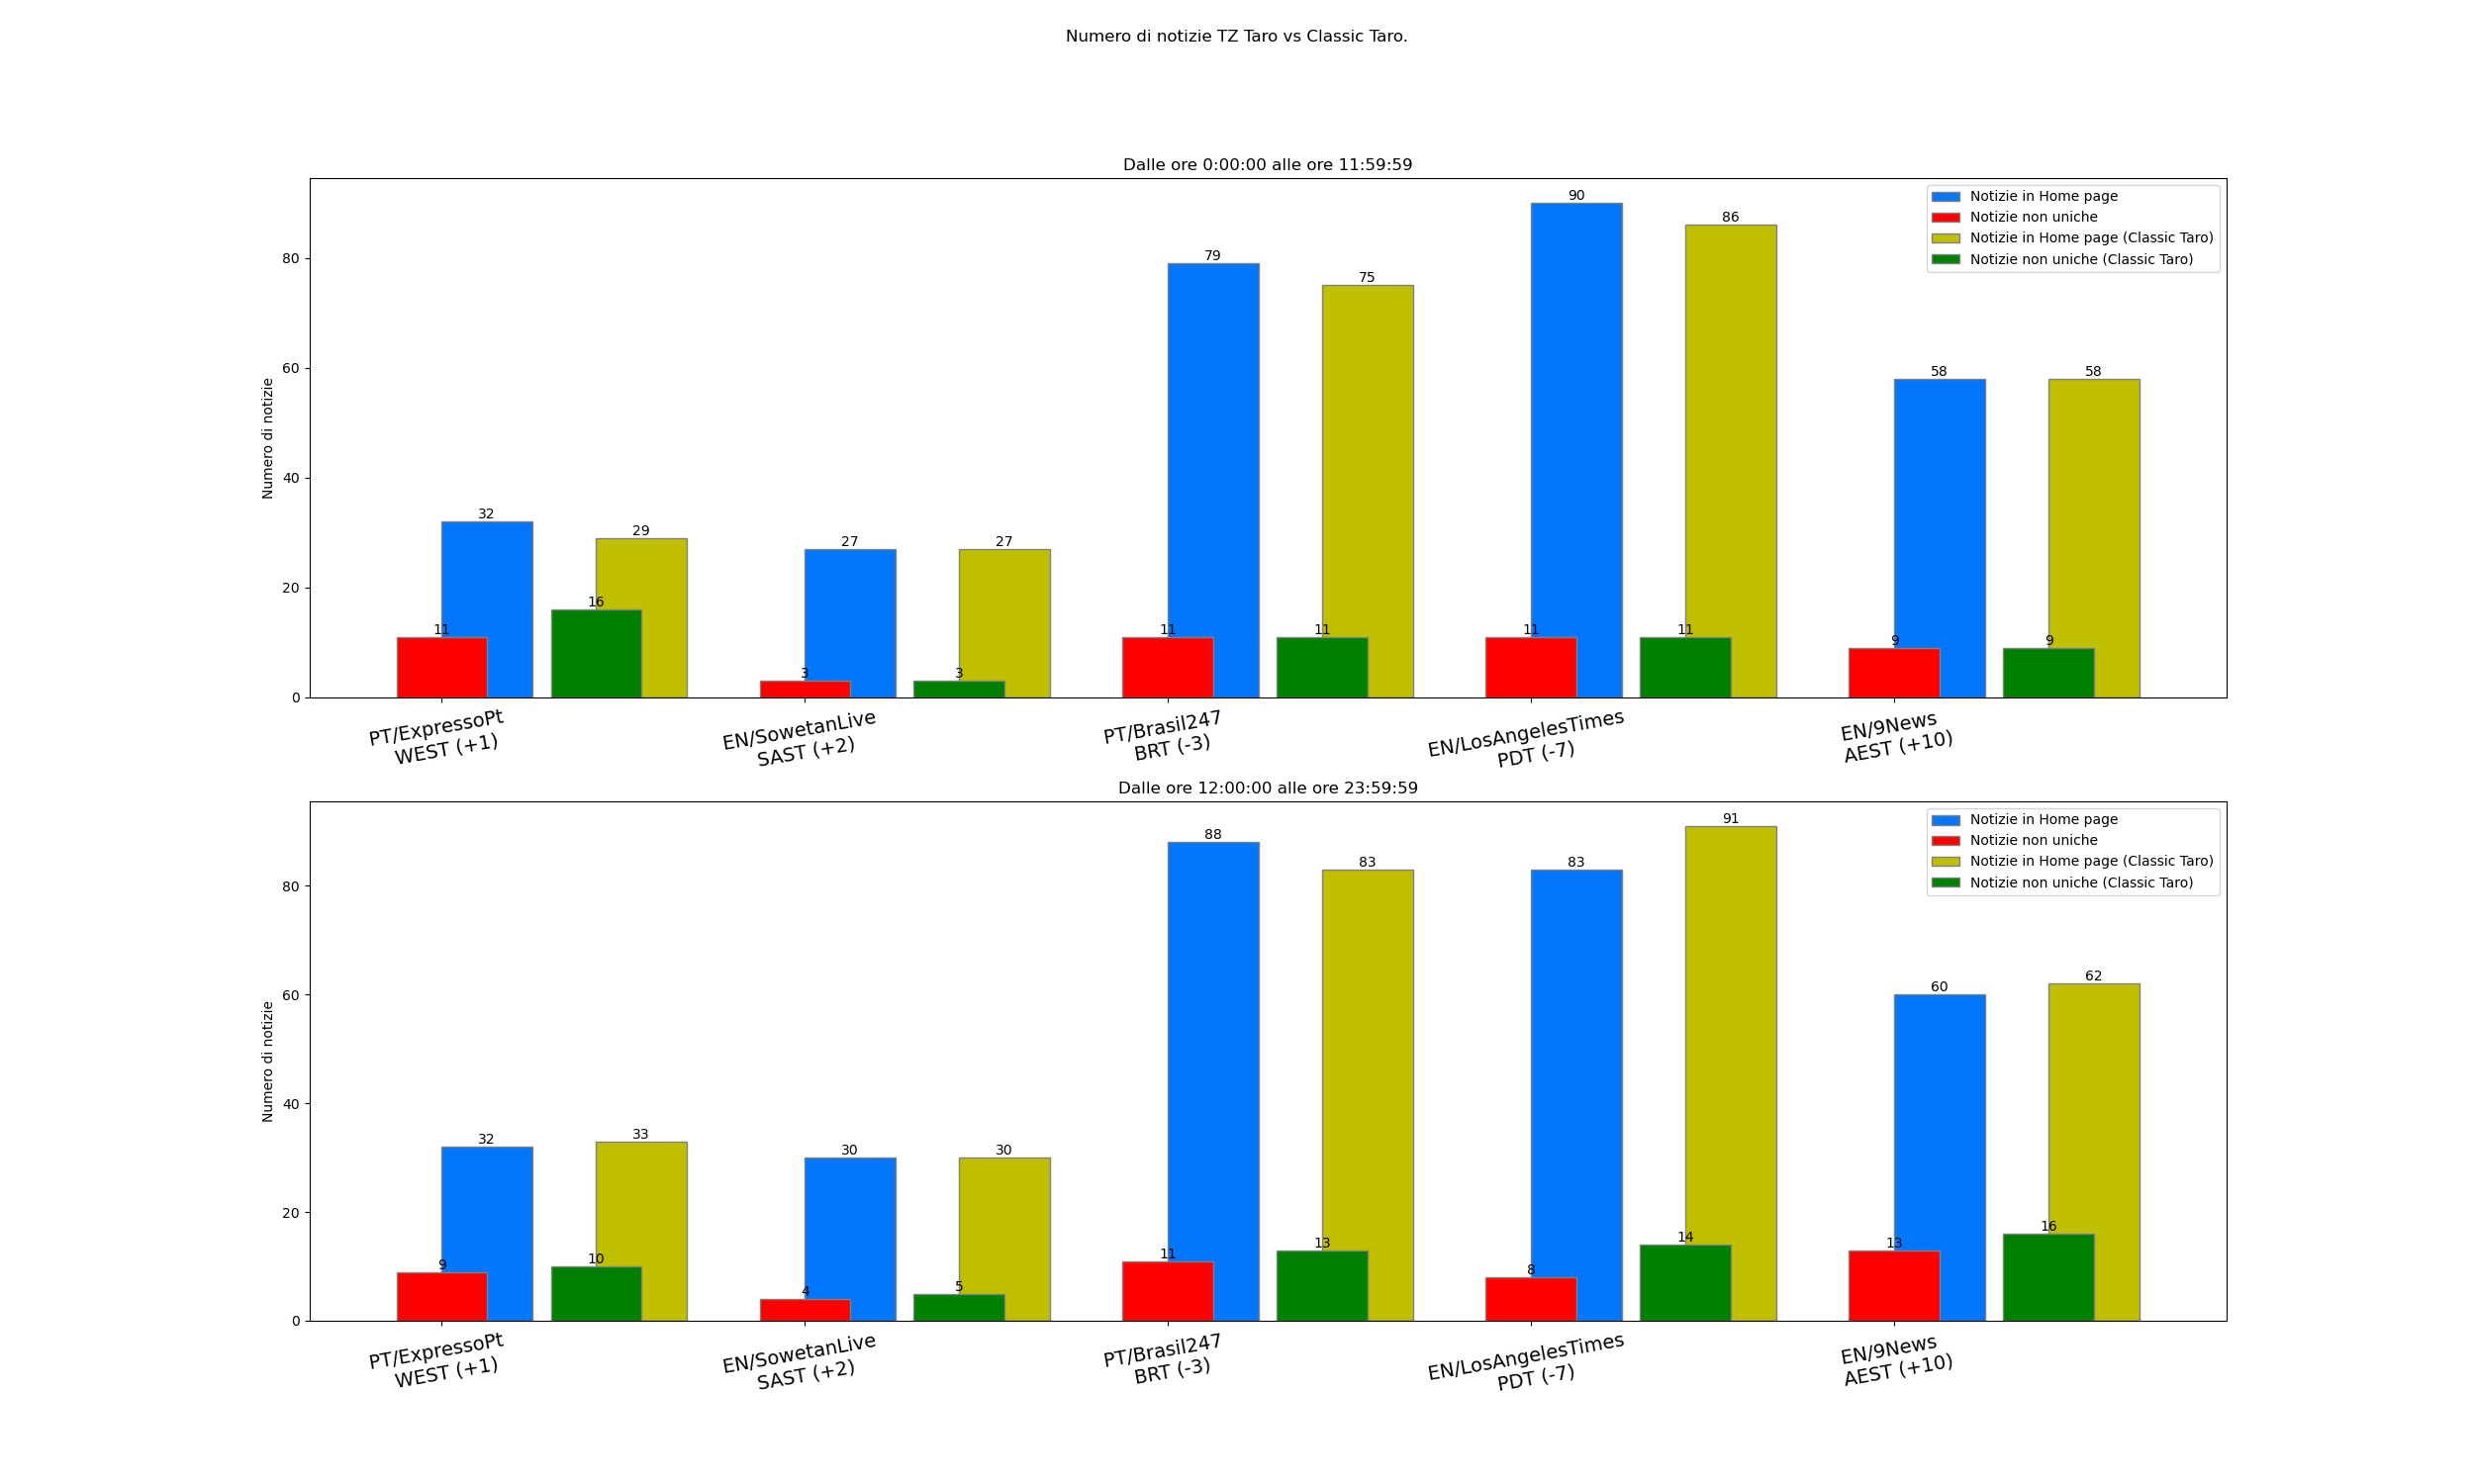 Numero di notizie TZ Taro vs Classic Taro.
Dalle ore 0:00:00 alle ore 11:59:59
Notizie in Home page
Notizie non uniche
Notizie in Home page (Classic Taro)
Notizie non uniche (Classic Taro)
Numero di notizie
80
60
40
20
0
32
11
29
16
27
3
27
3
79
11
75
11
90
11
86
11
58
9
58
9
PT/ExpressoPt
WEST (+1)
EN/SowetanLive
SAST (+2)
PT/Brasil247
BRT (-3)
EN/LosAngelesTimes
PDT (-7)
EN/9News
AEST (+10)
Dalle ore 12:00:00 alle ore 23:59:59
Notizie in Home page
Notizie non uniche
Notizie in Home page (Classic Taro)
Notizie non uniche (Classic Taro)
Numero di notizie
80
60
40
20
0
32
9
33
10
30
4
30
5
88
11
83
13
83
8
91
14
60
13
62
16
PT/ExpressoPt
WEST (+1)
EN/SowetanLive
SAST (+2)
PT/Brasil247
BRT (-3)
EN/LosAngelesTimes
PDT (-7)
EN/9News
AEST (+10)